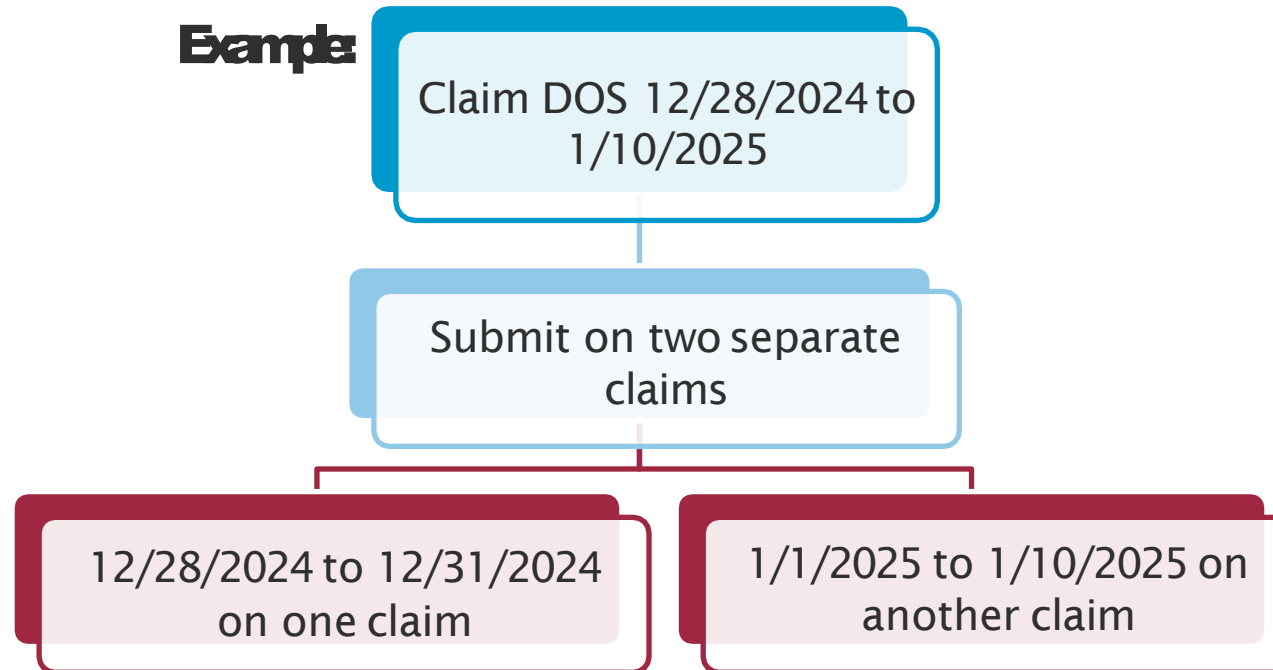 Example:
Claim DOS 12/28/2024 to
1/10/2025
Submit on two separate
claims
12/28/2024 to 12/31/2024
on one claim
1/1/2025 to 1/10/2025 on
another claim